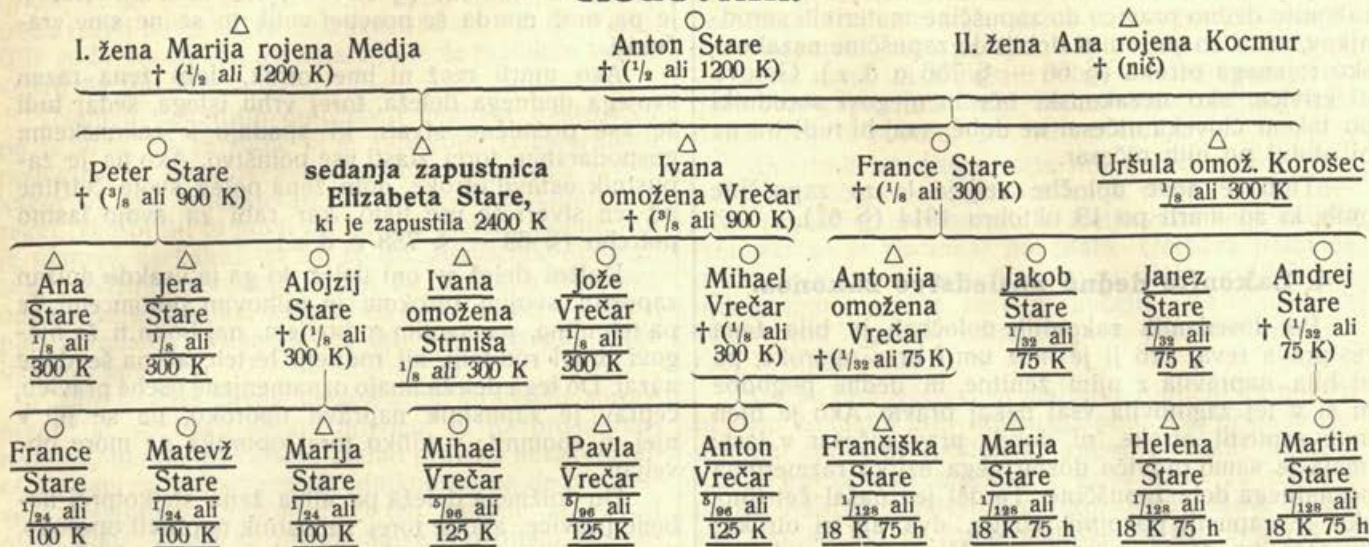 I. žena Marija rojena Medja
† (1/2 ali 1200 K)
Anton Stare
† (1/2 ali 1200 K)
II. žena Ana rojena Kocmur
† (nič)
Peter Stare
† (3/8 ali 900 K)
sedanja zapustnica
Elizabeta Stare,
ki je zapustila 2400 K
Ivana
omožena Vrečar
† (3/8 ali 900 K)
France Stare
† (1/8 ali 300 K)
Uršula omož. Korošec
1/8 ali 300 K
Ana
Stare
1/8 ali
300 K
Jera
Stare
1/8 ali
300 K
Alojzij
Stare
† (1/8 ali
300 K)
Ivana
omožena
Strniša
1/8 ali 300 K
Jože
Vrečar
1/8 ali
300 K
Mihael
Vrečar
† (1/8 ali
300 K)
Antonija
omožena
Vrečar
†(1/32 ali 75 K)
Jakob
Stare
1/32 ali
75 K
Janez
Stare
1/32 ali
75 K
Andrej
Stare
† (1/32 ali
75 K)
France
Stare
1/24 ali
100 K
Matevž
Stare
1/24 ali
100 K
Marija
Stare
1/24 ali
100 K
Mihael
Vrečar
5/96 ali
125 K
Pavla
Vrečar
5/96 ali
125 K
Anton
Vrečar
5/96 ali
125 K
Frančiška
Stare
1/128 ali
18 K 75 h
Marija
Stare
1/128 ali
18 K 75 h
Helena
Stare
1/128 ali
18 K 75 h
Martin
Stare
1/128 ali
18 K 75 h